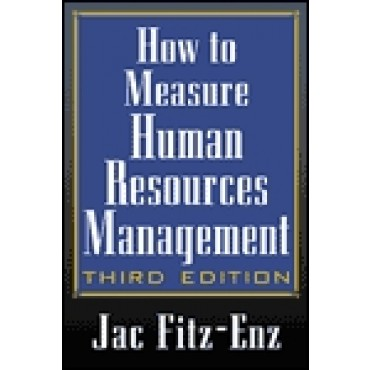 How to
Measure
Human
Resources
Management
THIRD EDITION
Jac Fitz-Enz